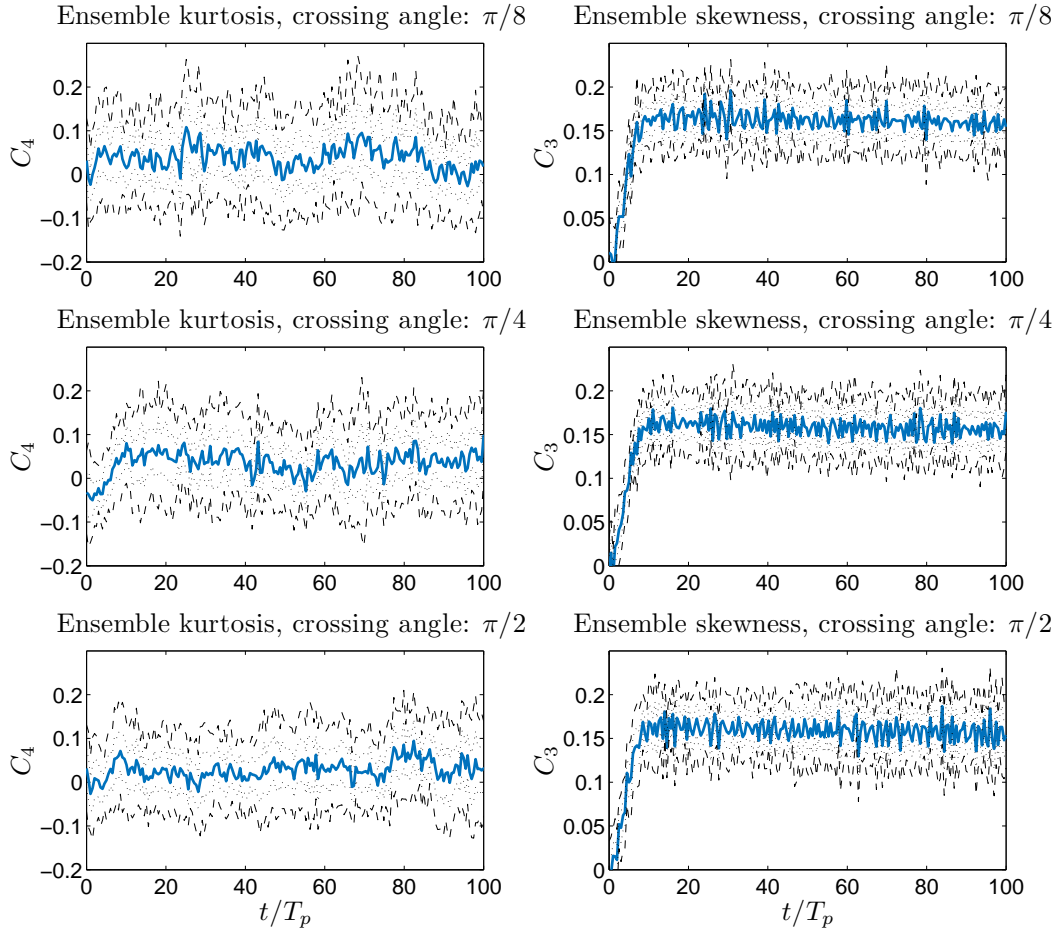 Ensemble kurtosis, crossing angle: π/8
0.2
0.1
0
−0.1
−0.2
C₄
0 20 40 60 80 100
Ensemble skewness, crossing angle: π/8
0.2
0.15
0.1
0.05
0
C₃
0 20 40 60 80 100
Ensemble kurtosis, crossing angle: π/4
0.2
0.1
0
−0.1
−0.2
C₄
0 20 40 60 80 100
Ensemble skewness, crossing angle: π/4
0.2
0.15
0.1
0.05
0
C₃
0 20 40 60 80 100
Ensemble kurtosis, crossing angle: π/2
0.2
0.1
0
−0.1
−0.2
C₄
0 20 40 60 80 100
t/Tₚ
Ensemble skewness, crossing angle: π/2
0.2
0.15
0.1
0.05
0
C₃
0 20 40 60 80 100
t/Tₚ